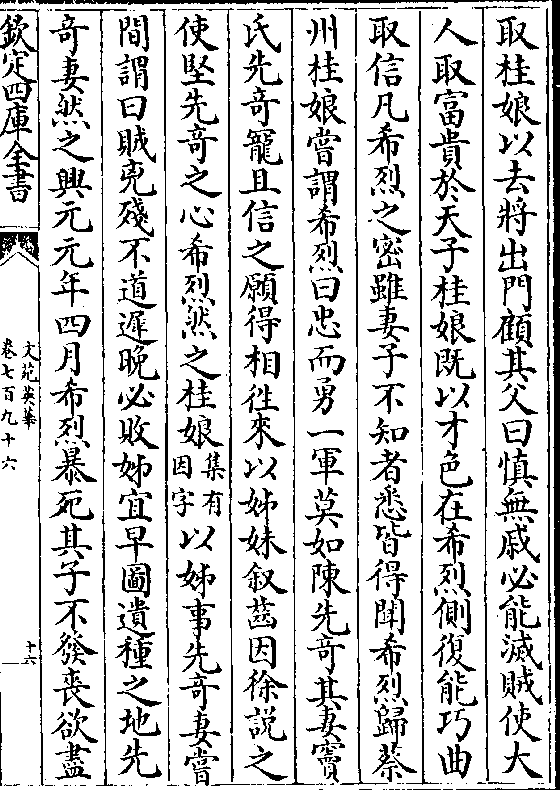 取桂娘以去將出門顧其父曰慎無戚必能滅賊使大
人取富貴於天子桂娘既以才色在希烈側復能巧曲
取信凡希烈之密雖妻子不知者悉皆得聞希烈歸蔡
州桂娘嘗謂希烈曰忠而勇一軍莫如陳先竒其妻竇
氏先竒寵且信之願得相徃來以姊妹叙齒因徐説之
使堅先竒之心希烈然之桂娘集有因字以姊事先竒妻嘗
間謂曰賊兇殘不道遲晚必敗姊宜早圖遺種之地先
竒妻然之興元元年四月希烈暴死其子不發喪欲盡
欽定四庫全書
文苑英華
卷七百九十六
十六